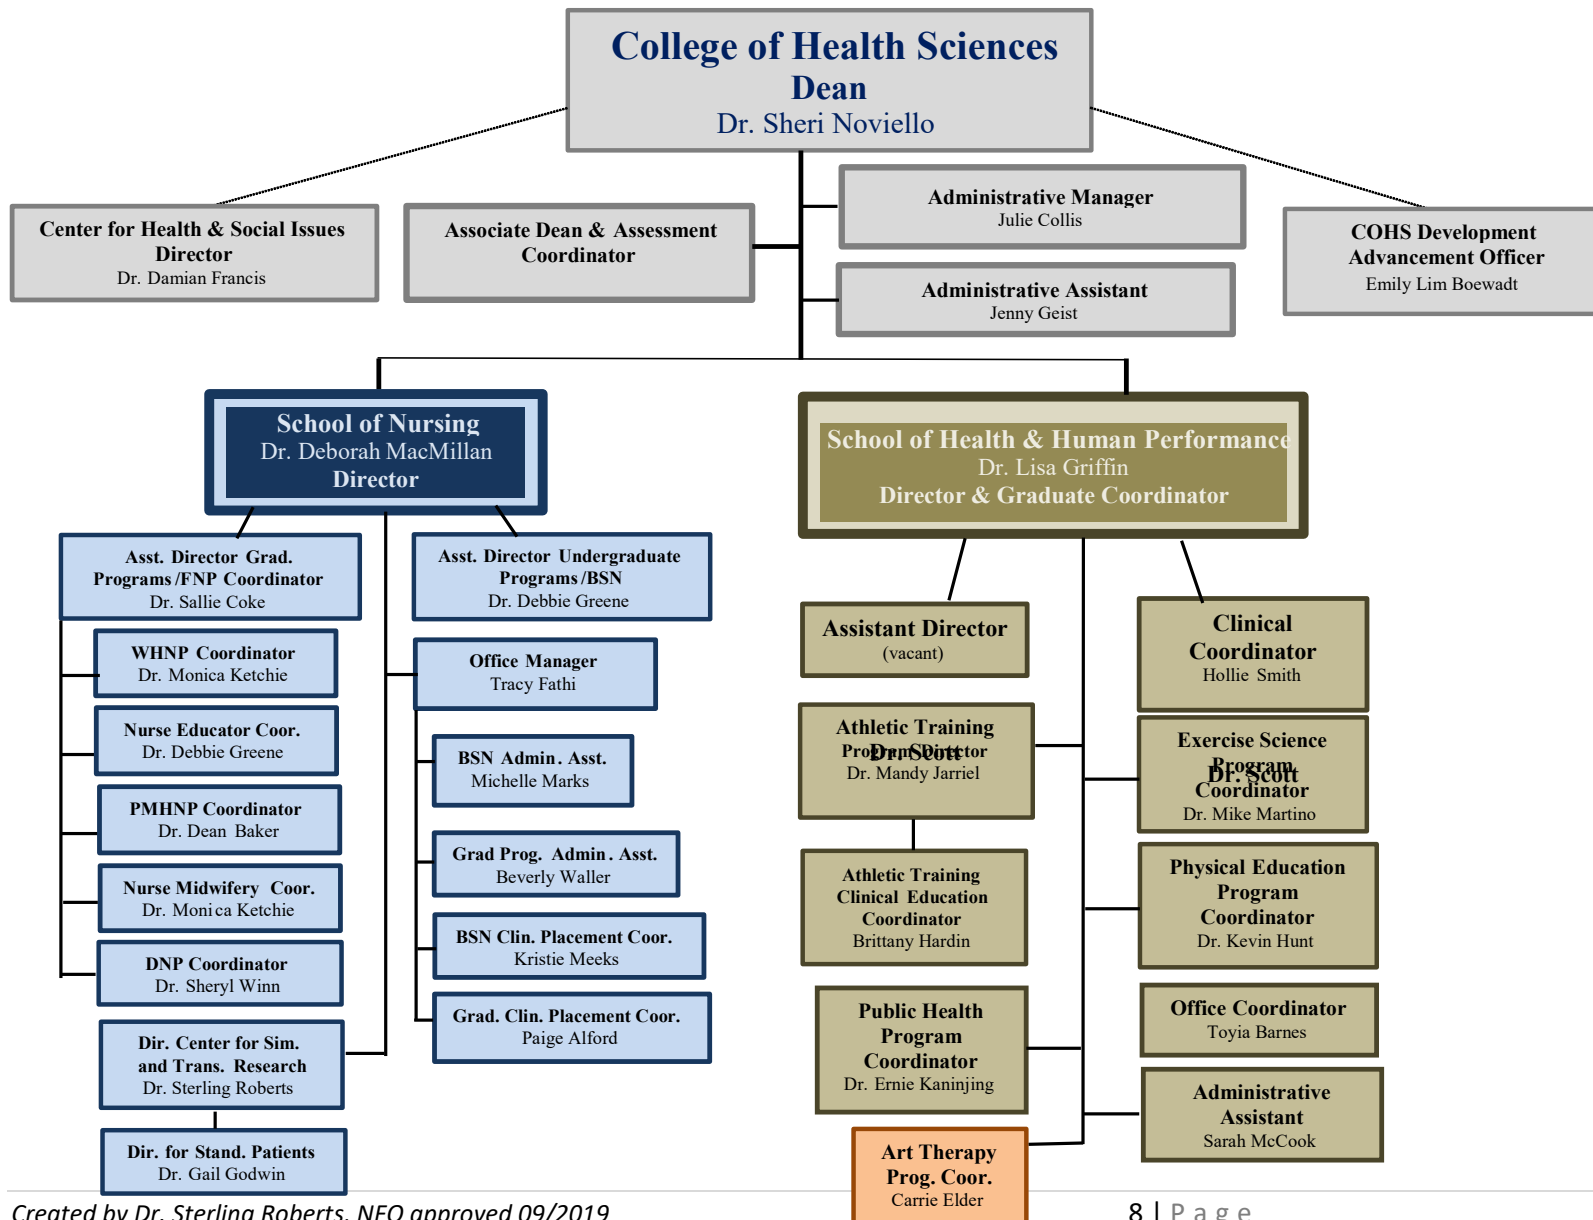 College of Health Sciences
Dean
Dr. Sheri Noviello
Center for Health & Social Issues
Director
Dr. Damian Francis
Associate Dean & Assessment
Coordinator
Administrative Manager
Julie Collis
Administrative Assistant
Jenny Geist
COHS Development
Advancement Officer
Emily Lim Boewadt
School of Nursing
Dr. Deborah MacMillan
Director
School of Health & Human Performance
Dr. Lisa Griffin
Director & Graduate Coordinator
Asst. Director Grad.
Programs/FNP Coordinator
Dr. Sallie Coke
WHNP Coordinator
Dr. Monica Ketchie
Nurse Educator Coor.
Dr. Debbie Greene
PMHNP Coordinator
Dr. Dean Baker
Nurse Midwifery Coor.
Dr. Monica Ketchie
DNP Coordinator
Dr. Sheryl Winn
Dir. Center for Sim.
and Trans. Research
Dr. Sterling Roberts
Dir. for Stand. Patients
Dr. Gail Godwin
Asst. Director Undergraduate
Programs/BSN
Dr. Debbie Greene
Office Manager
Tracy Fathi
BSN Admin. Asst.
Michelle Marks
Grad Prog. Admin. Asst.
Beverly Waller
BSN Clin. Placement Coor.
Kristie Meeks
Grad. Clin. Placement Coor.
Paige Alford
Assistant Director
(vacant)
Athletic Training
Program Director
Dr. Scott
Dr. Mandy Jarriel
Athletic Training
Clinical Education
Coordinator
Brittany Hardin
Public Health
Program
Coordinator
Dr. Ernie Kaninjing
Art Therapy
Prog. Coor.
Carrie Elder
Clinical
Coordinator
Hollie Smith
Exercise Science
Program
Dr. Scott
Coordinator
Dr. Mike Martino
Physical Education
Program
Coordinator
Dr. Kevin Hunt
Office Coordinator
Toyia Barnes
Administrative
Assistant
Sarah McCook
Created by Dr. Sterling Roberts, NFO approved 09/2019
8 | Page